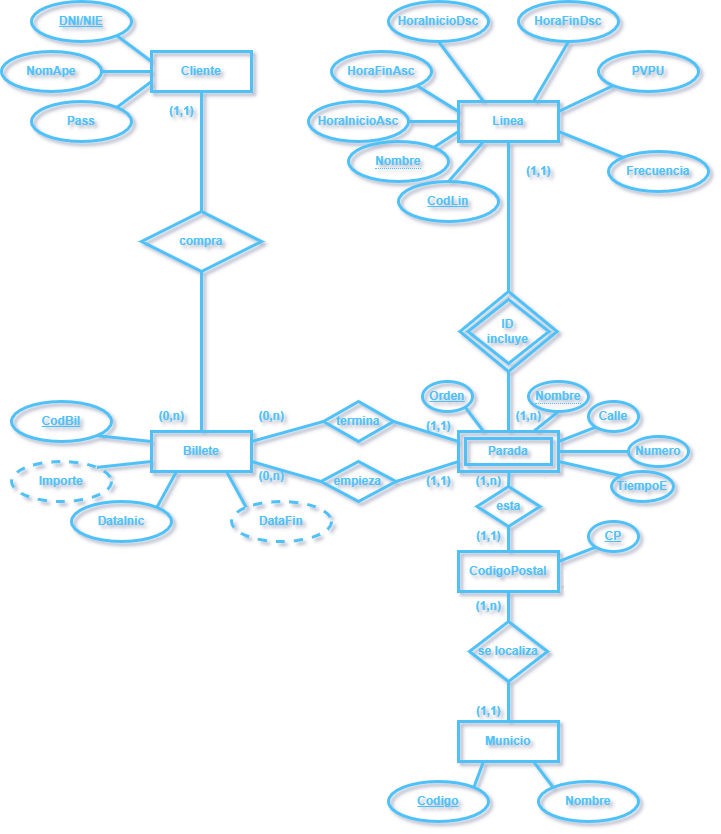 DNI/NIE
HoraInicioDsc
HoraFinDsc
NomApe
Cliente
HoraFinAsc
PVPU
Pass
(1,1)
HoraInicioAsc
Linea
Nombre
(1,1)
Frecuencia
CodLin
compra
ID
incluye
Orden
Nombre
CodBil
(0,n)
(0,n)
termina
(1,1)
(1,n)
Calle
Billete
Parada
Numero
Importe
(0,n)
empieza
(1,1)
(1,n)
TiempoE
DataInic
DataFin
esta
(1,1)
CP
CodigoPostal
(1,n)
se localiza
(1,1)
Municio
Codigo
Nombre